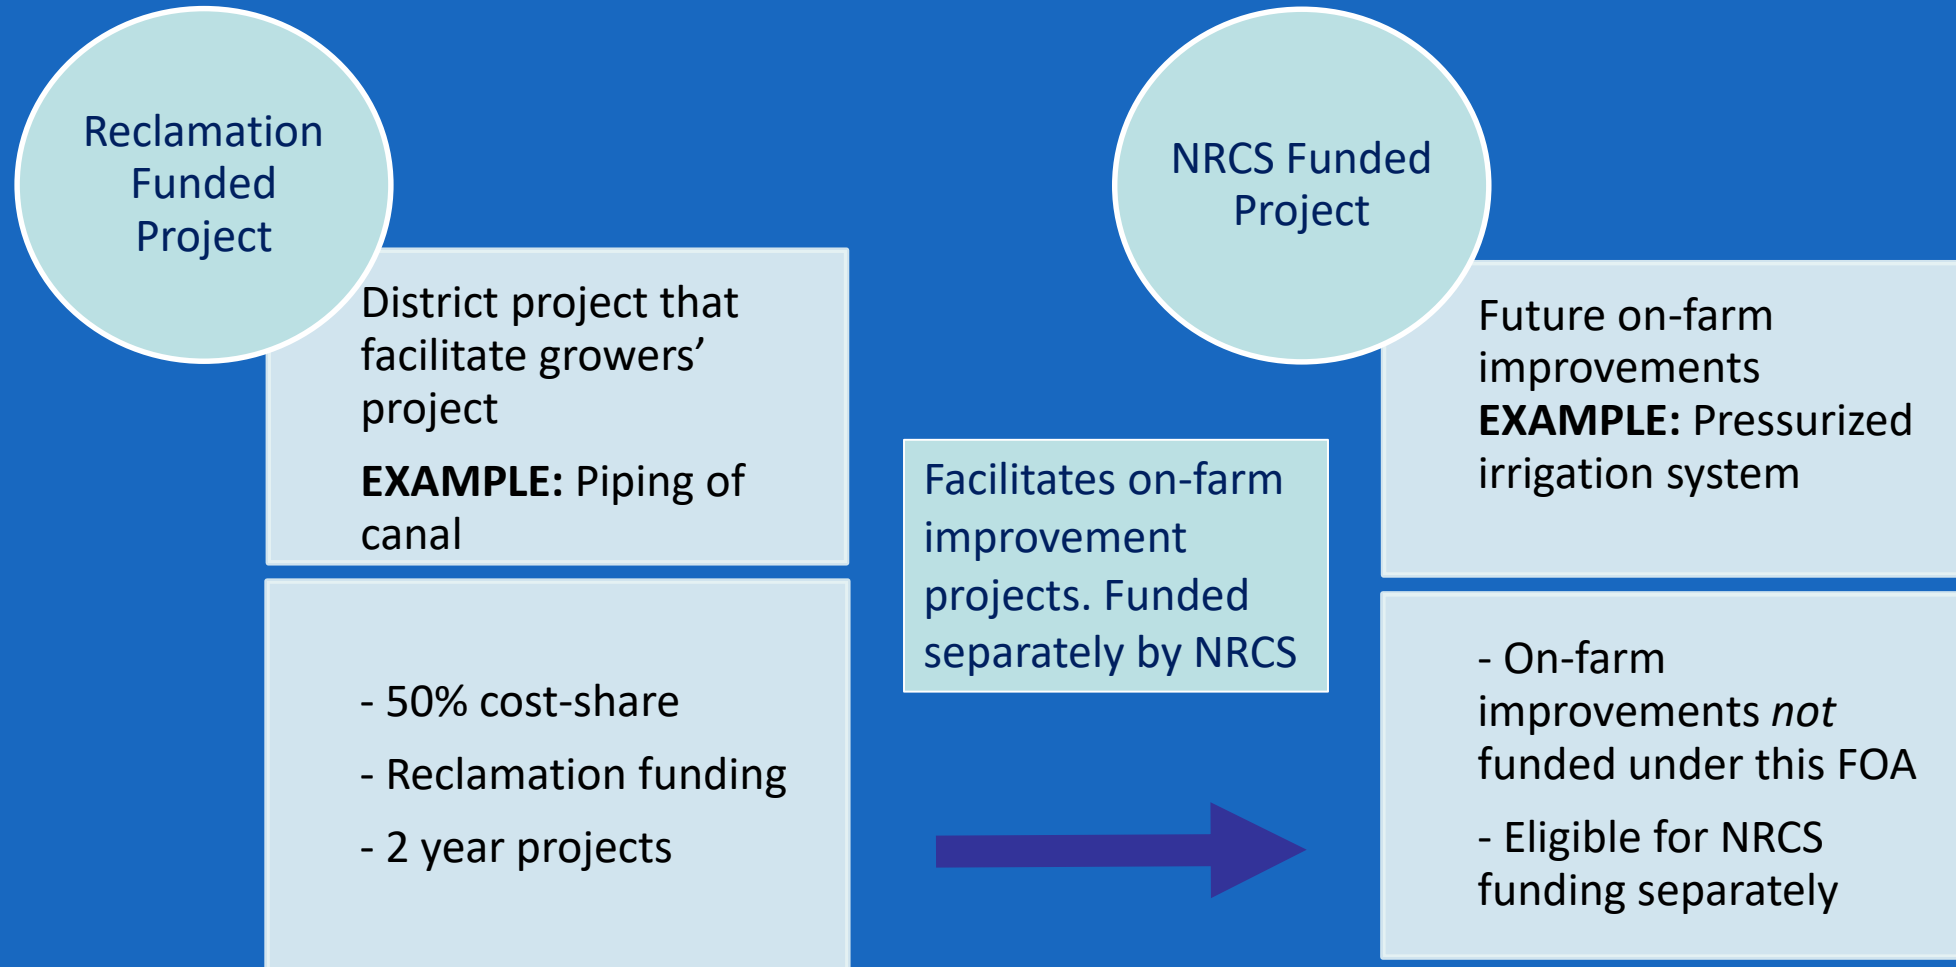 Reclamation
Funded
Project
District project that
facilitate growers’
project
EXAMPLE: Piping of
canal
- 50% cost-share
- Reclamation funding
- 2 year projects
Facilitates on-farm
improvement
projects. Funded
separately by NRCS
NRCS Funded
Project
Future on-farm
improvements
EXAMPLE: Pressurized
irrigation system
- On-farm
improvements not
funded under this FOA
- Eligible for NRCS
funding separately